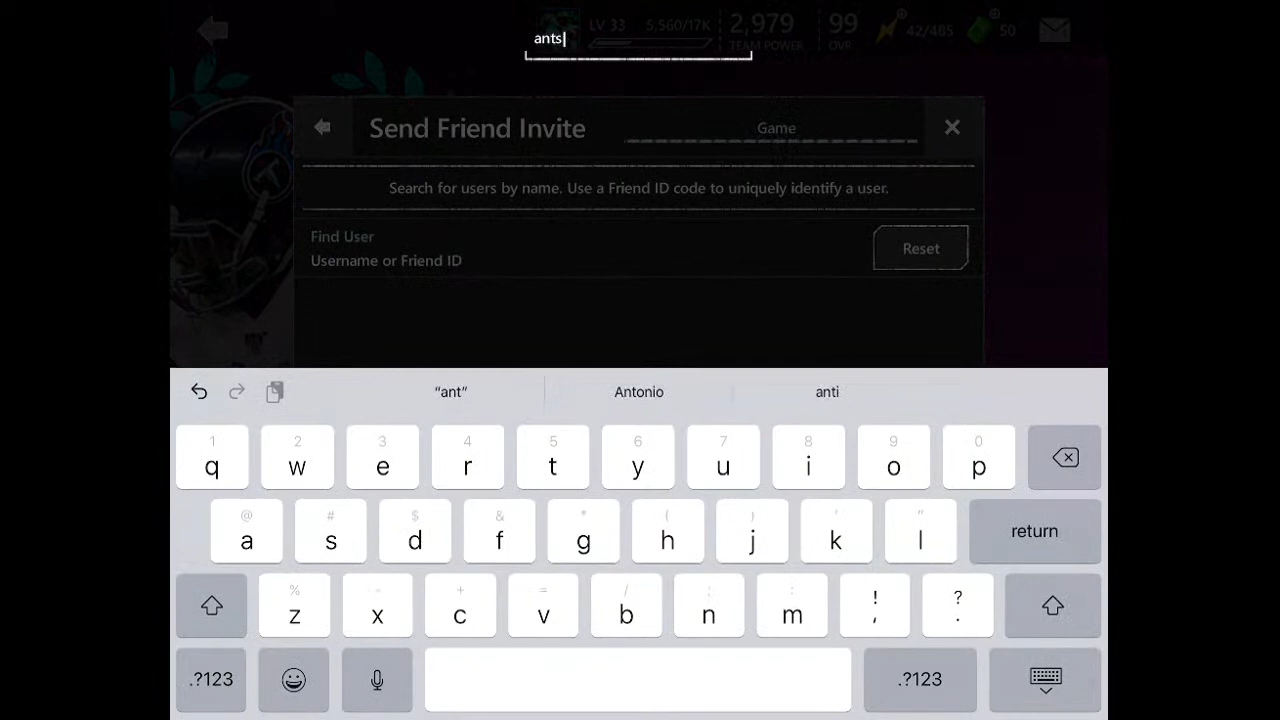 LV 33 5,560/17K 2,979 99 42/485 50
TEAM POWER OVR
ants
Send Friend Invite Game
Search for users by name. Use a Friend ID code to uniquely identify a user.
Find User
Username or Friend ID
Reset
“ant” Antonio anti
1 2 3 4 5 6 7 8 9 0
q w e r t y u i o p
@ # $ & * ( ) ' "
a s d f g h j k l return
% - + = / ; : ! ?
z x c v b n m , .
.?123 .?123